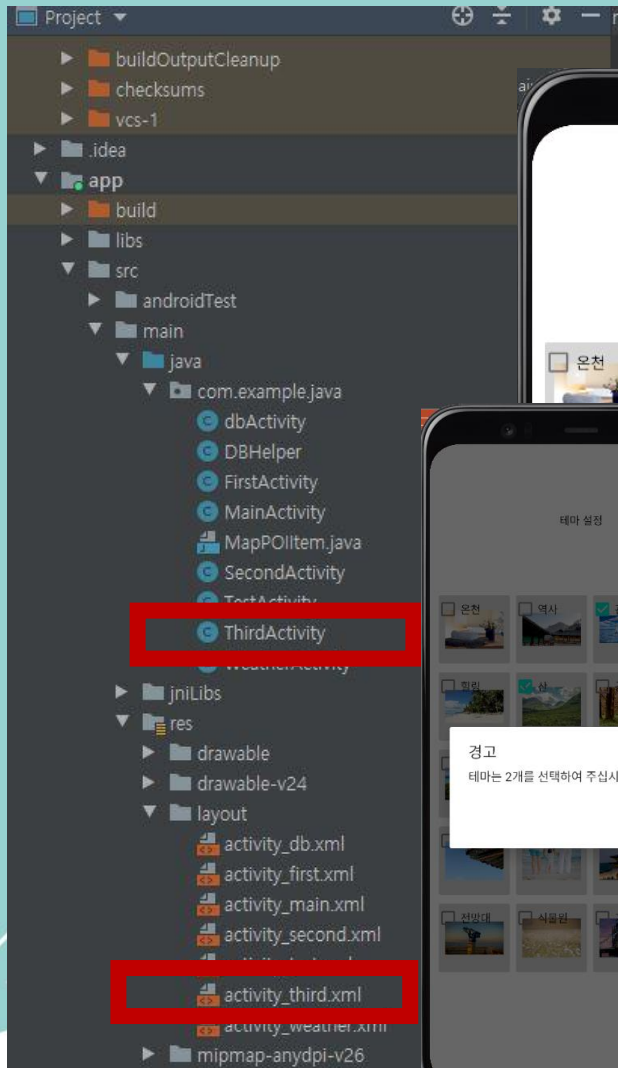 Project
buildOutputCleanup
checksums
vcs-1
.idea
app
build
libs
src
androidTest
main
java
com.example.java
dbActivity
DBHelper
FirstActivity
MainActivity
MapPOIItem.java
SecondActivity
TestActivity
ThirdActivity
WeatherActivity
jniLibs
res
drawable
drawable-v24
layout
activity_db.xml
activity_first.xml
activity_main.xml
activity_second.xml
activity_third.xml
activity_weather.xml
mipmap-anydpi-v26
온천
테마 설정
온천 역사
힐링 산
경고
테마는 2개를 선택하여 주십시
전망대 식물원